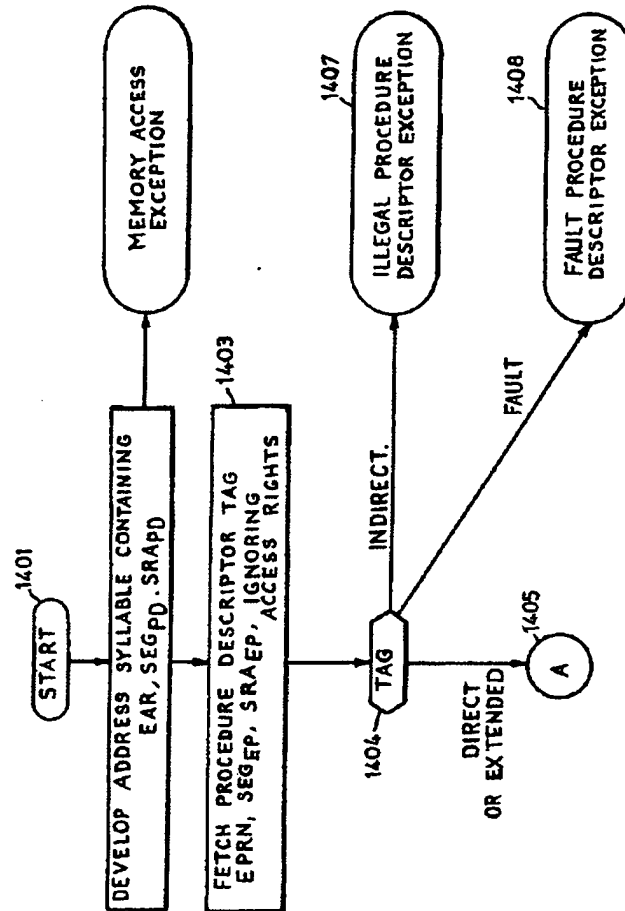 1401
START
DEVELOP ADDRESS SYLLABLE CONTAINING
EAR, SEGPD. SRAPD
MEMORY ACCESS
EXCEPTION
1403
FETCH PROCEDURE DESCRIPTOR TAG
EPRN, SEGEP, SRAEP, IGNORING
ACCESS RIGHTS
1404
TAG
INDIRECT.
1407
ILLEGAL PROCEDURE
DESCRIPTOR EXCEPTION
FAULT
1408
FAULT PROCEDURE
DESCRIPTOR EXCEPTION
DIRECT
OR EXTENDED
1405
A